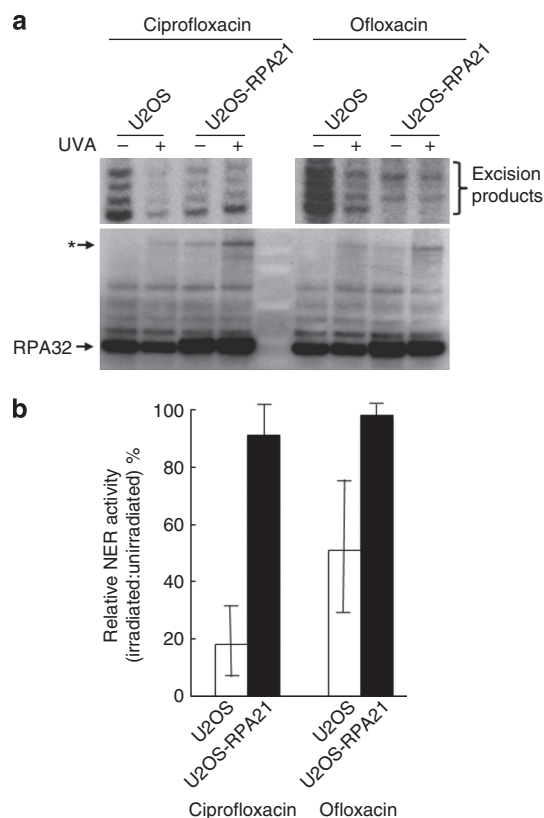 a
Ciprofloxacin Ofloxacin
U2OS U2OS-RPA21 U2OS U2OS-RPA21
UVA − + − + − + − +
Excision
products
*
RPA32
b
Relative NER activity
(irradiated:unirradiated) %
100
80
60
40
20
0
U2OS U2OS-RPA21 U2OS U2OS-RPA21
Ciprofloxacin Ofloxacin